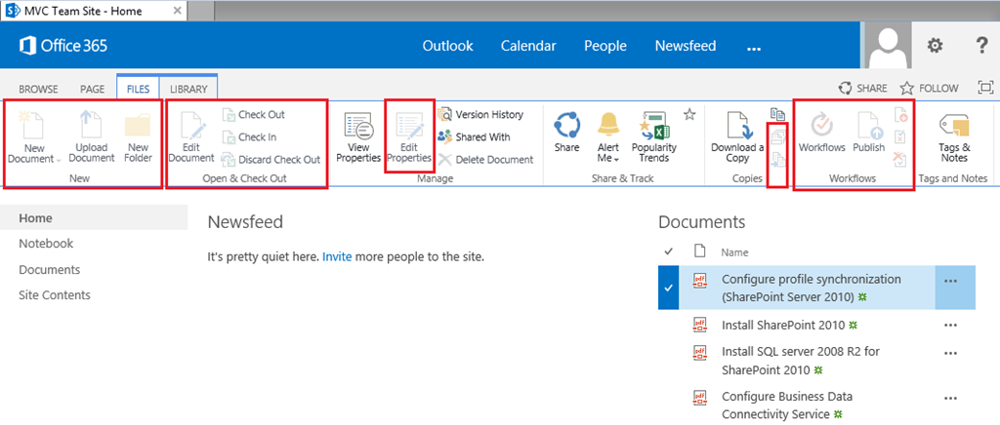 MVC Team Site - Home
Office 365
Outlook Calendar People Newsfeed ...
?
BROWSE PAGE FILES LIBRARY
SHARE FOLLOW
New Document
Upload Document
New Folder
New
Edit Document
Check Out
Check In
Discard Check Out
Open & Check Out
View Properties
Edit Properties
Version History
Shared With
Delete Document
Manage
Share
Alert Me
Popularity Trends
Share & Track
Download a Copy
Copies
Workflows
Publish
Workflows
Tags & Notes
Tags and Notes
Home
Notebook
Documents
Site Contents
Newsfeed
It's pretty quiet here. Invite more people to the site.
Documents
Name
Configure profile synchronization
(SharePoint Server 2010)
Install SharePoint 2010
Install SQL server 2008 R2 for
SharePoint 2010
Configure Business Data
Connectivity Service